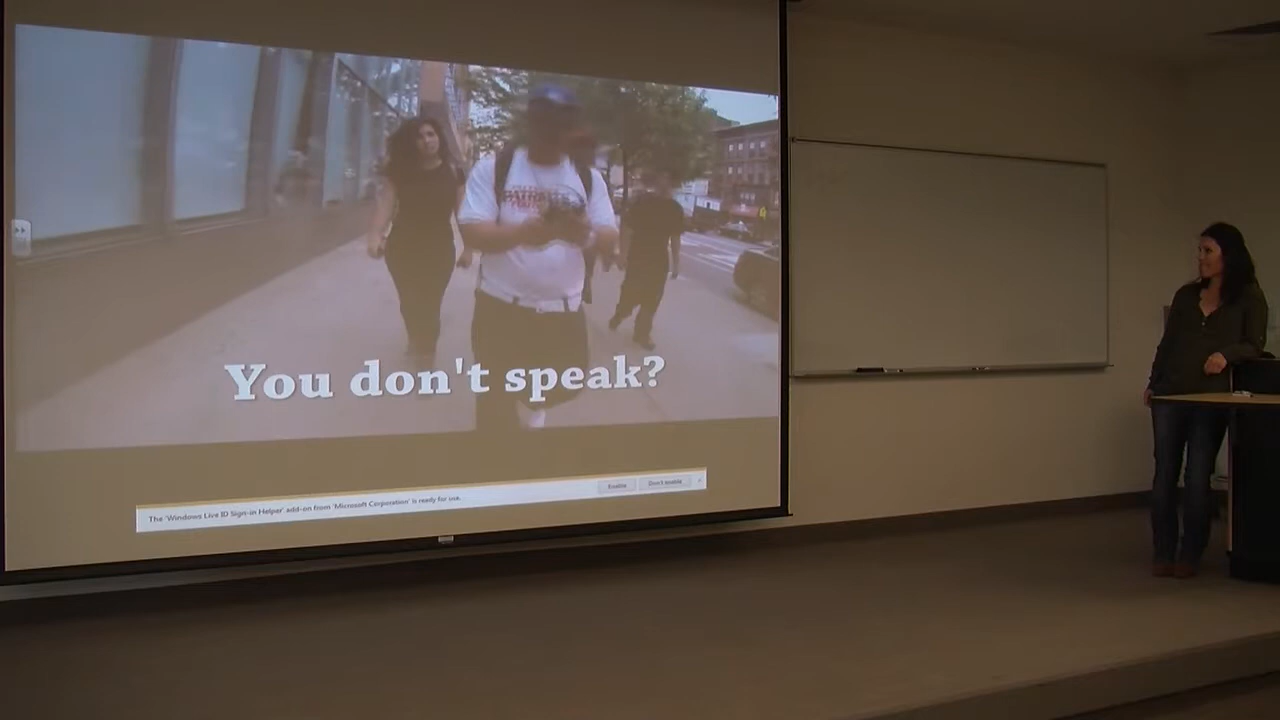 You don't speak?
The 'Windows Live ID Sign-in Helper' add-on from 'Microsoft Corporation' is ready for use. Enable Don't enable